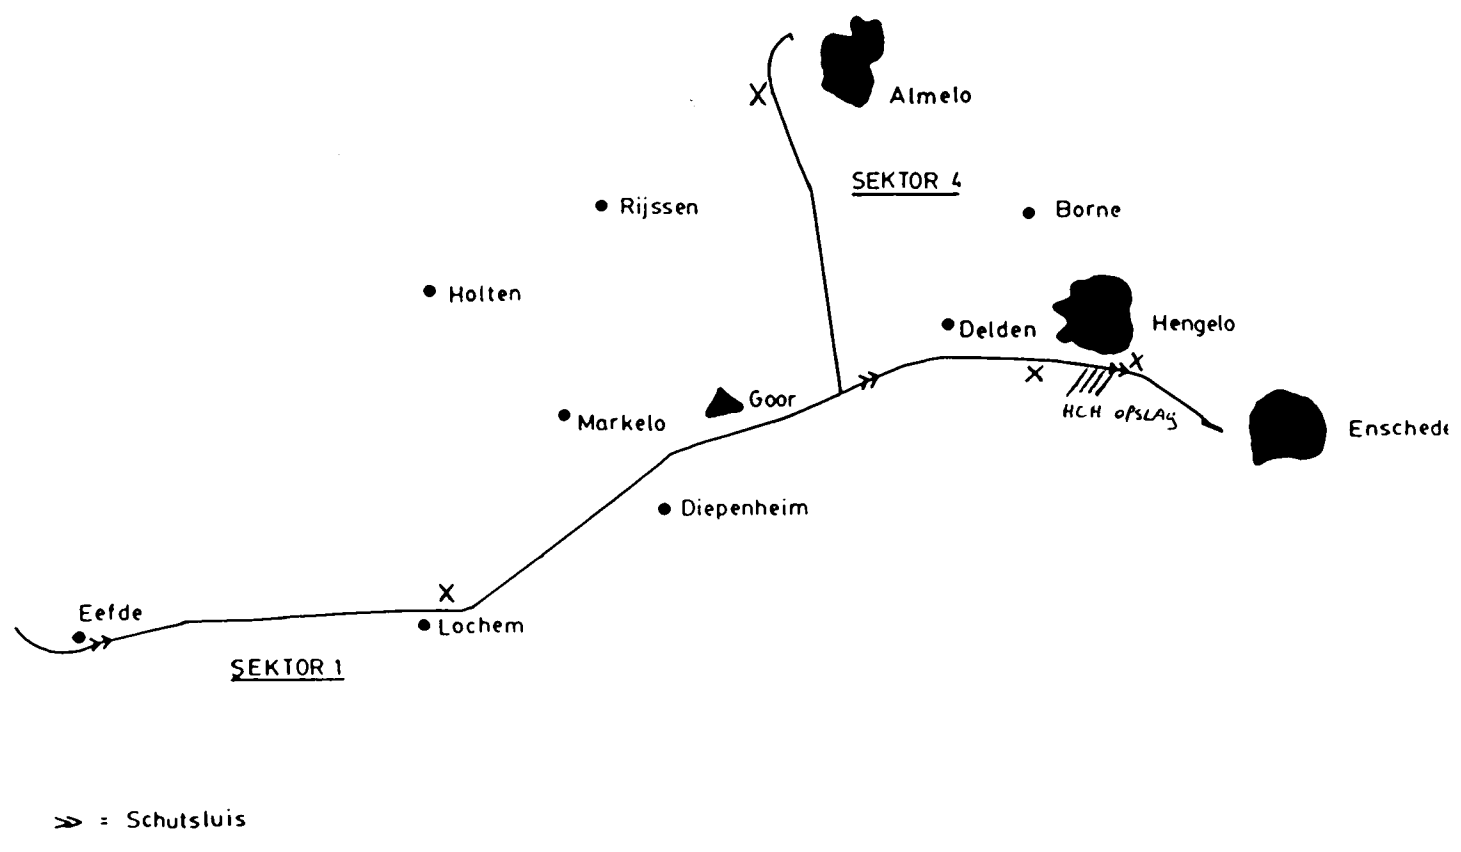 Almelo
SEKTOR 4
Rijssen
Borne
Holten
Hengelo
Delden
Goor
HCH OPSLAG
Markelo
Enschede
Diepenheim
Eefde
Lochem
SEKTOR 1
= Schutsluis